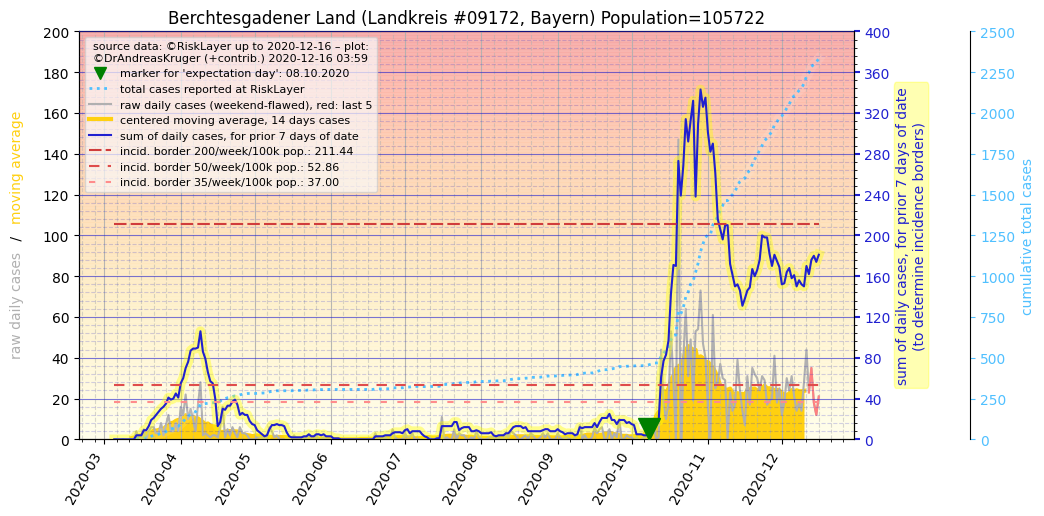 Berchtesgadener Land (Landkreis #09172, Bayern) Population=105722
source data: ©RiskLayer up to 2020-12-16 – plot:
©DrAndreasKruger (+contrib.) 2020-12-16 03:59
marker for 'expectation day': 08.10.2020
total cases reported at RiskLayer
raw daily cases (weekend-flawed), red: last 5
centered moving average, 14 days cases
sum of daily cases, for prior 7 days of date
incid. border 200/week/100k pop.: 211.44
incid. border 50/week/100k pop.: 52.86
incid. border 35/week/100k pop.: 37.00
raw daily cases / moving average
200
180
160
140
120
100
80
60
40
20
0
400
360
320
280
240
200
160
120
80
40
0
sum of daily cases, for prior 7 days of date
(to determine incidence borders)
2500
2250
2000
1750
1500
1250
1000
750
500
250
0
cumulative total cases
2020-03
2020-04
2020-05
2020-06
2020-07
2020-08
2020-09
2020-10
2020-11
2020-12